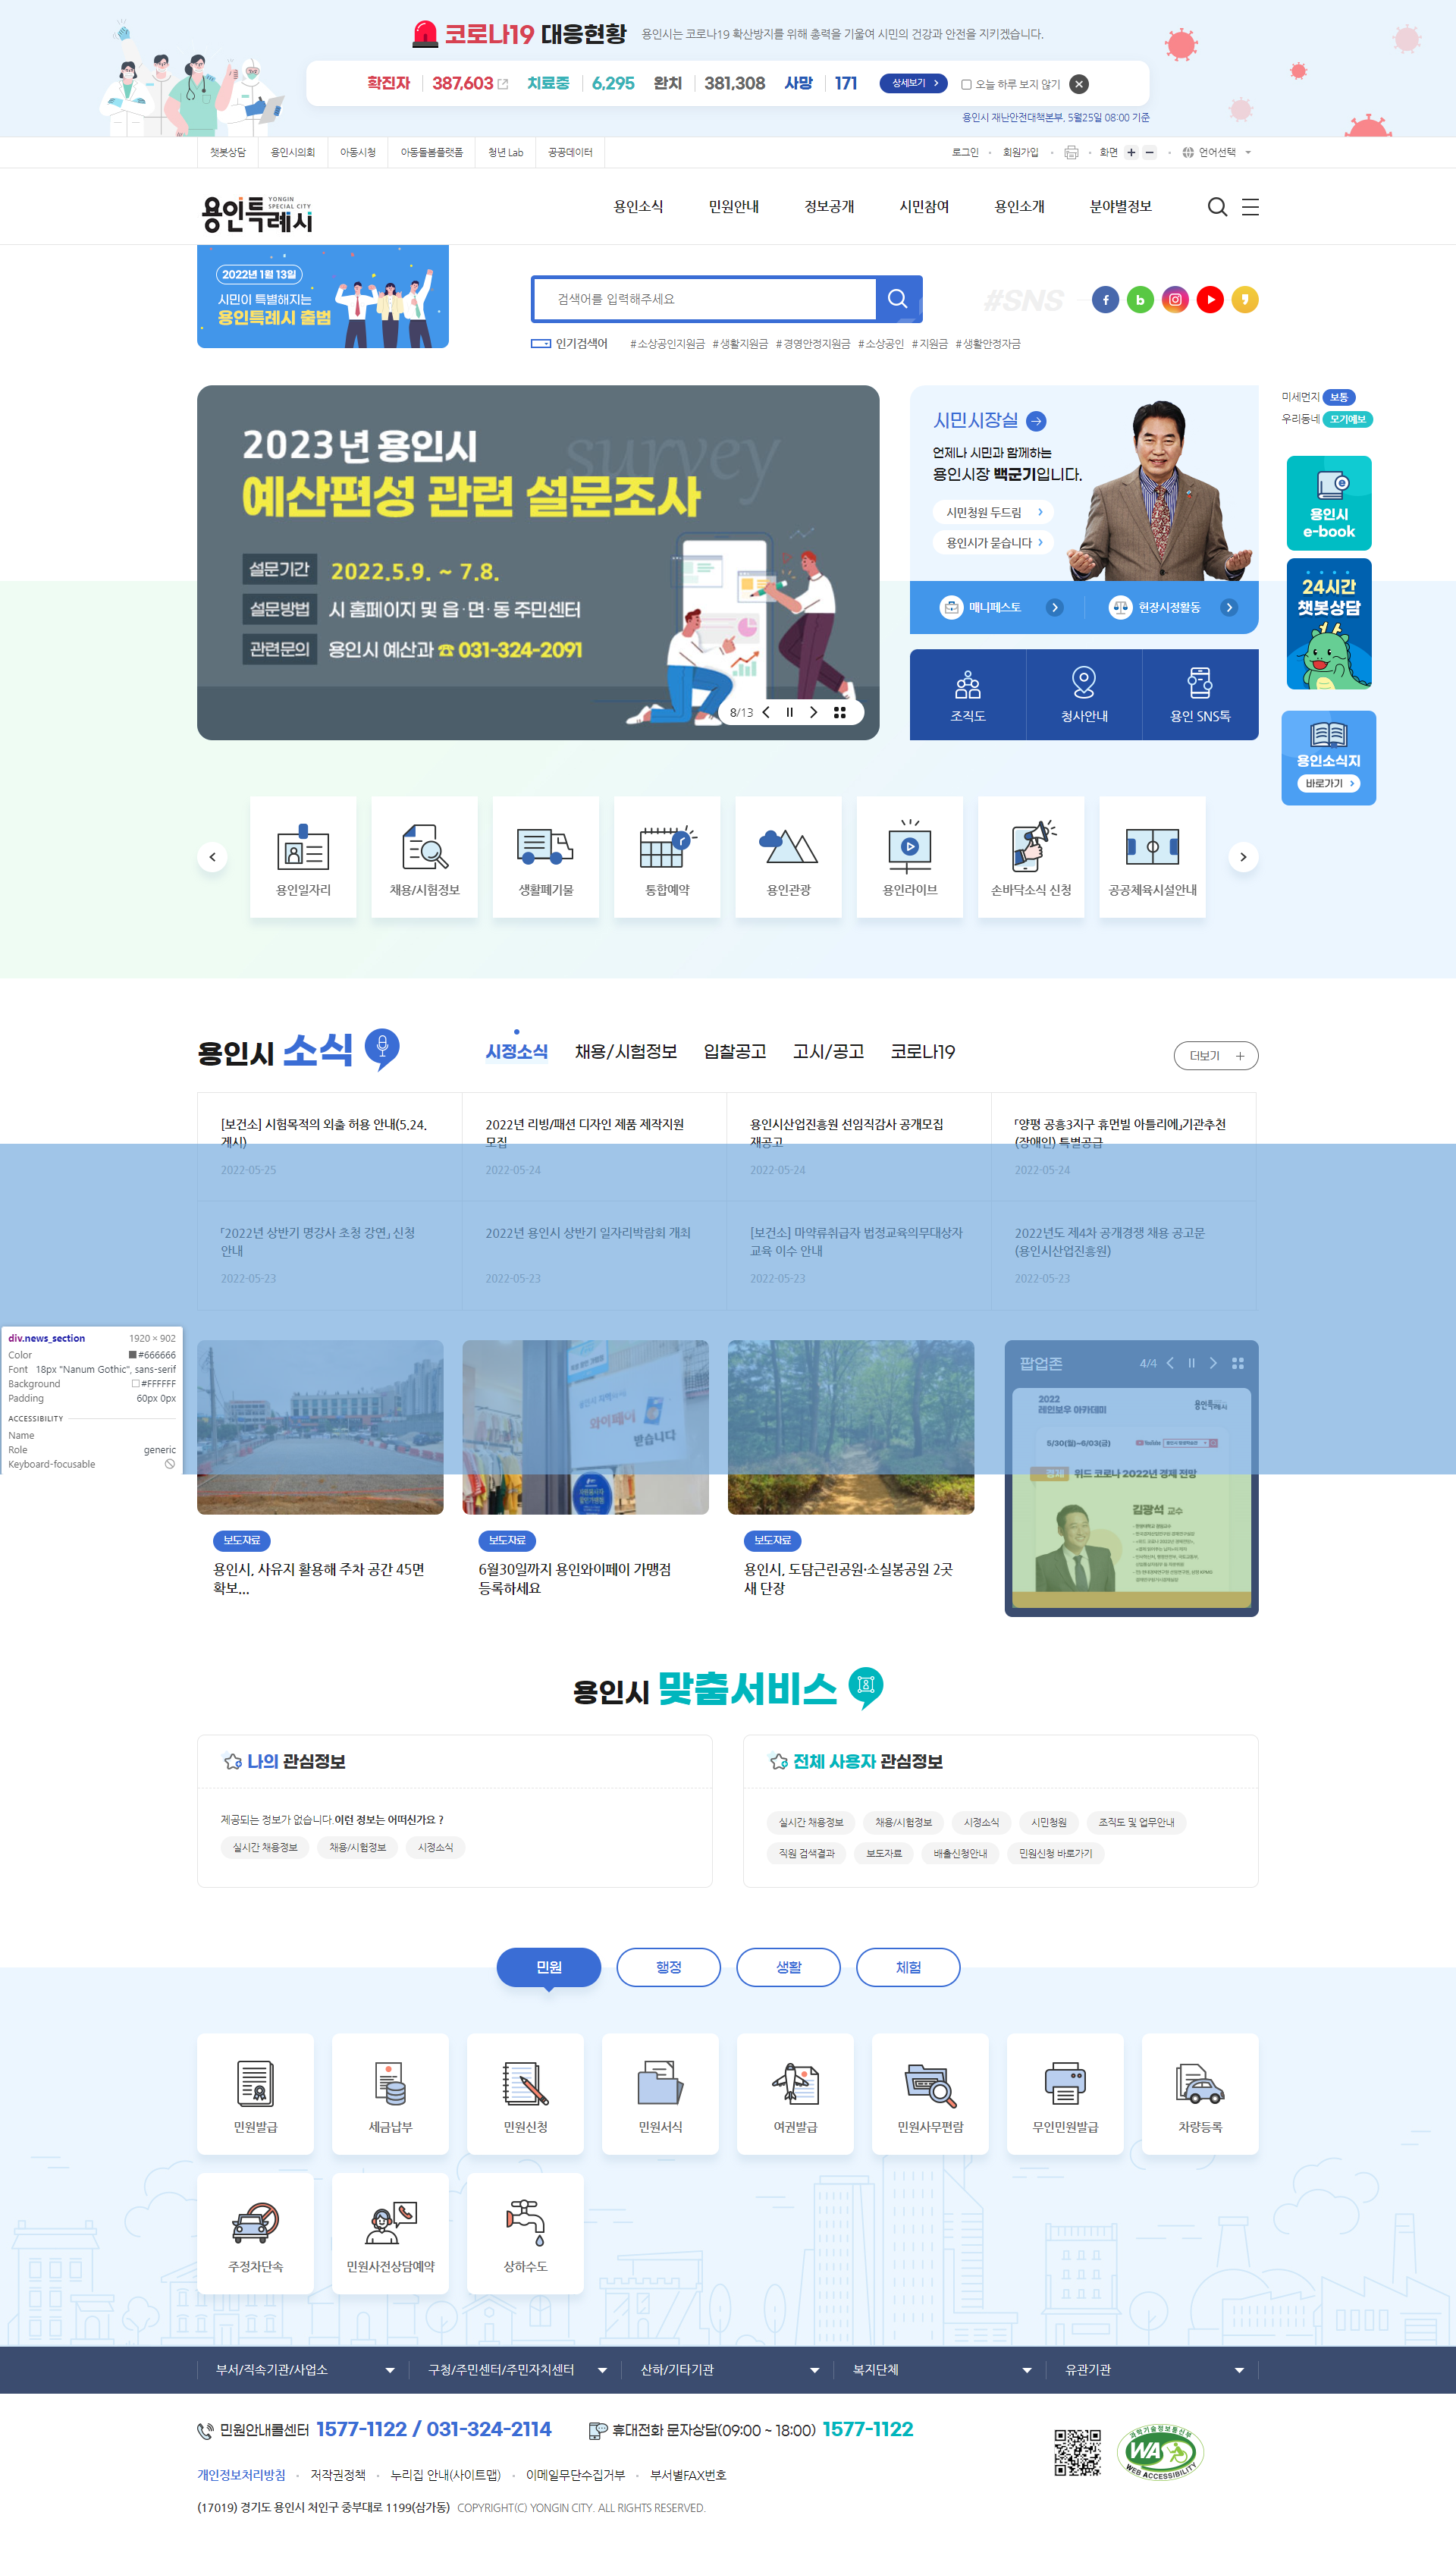 코로나19 대응현황 용인시는 코로나19 확산방지를 위해 총력을 기울여 시민의 건강과 안전을 지키겠습니다.
확진자 387,603 치료중 6,295 완치 381,308 사망 171 상세보기 오늘 하루 보지 않기
용인시 재난안전대책본부, 5월25일 08:00 기준
챗봇상담 용인시의회 아동시청 아동돌봄플랫폼 청년 Lab 공공데이터 로그인 회원가입 화면 언어선택
용인특례시 YONGIN SPECIAL CITY
용인소식 민원안내 정보공개 시민참여 용인소개 분야별정보
2022년 1월 13일
시민이 특별해지는
용인특례시 출범
검색어를 입력해주세요
#SNS
인기검색어 #소상공인지원금 #생활지원금 #경영안정지원금 #소상공인 #지원금 #생활안정자금
2023년 용인시
survey
예산편성 관련 설문조사
설문기간 2022.5.9. ~ 7.8.
설문방법 시 홈페이지 및 읍·면·동 주민센터
관련문의 용인시 예산과 ☎ 031-324-2091
8/13
시민시장실
언제나 시민과 함께하는
용인시장 백군기입니다.
시민청원 두드림
용인시가 묻습니다
매니페스토 현장시정활동
조직도 청사안내 용인 SNS톡
미세먼지 보통
우리동네 모기예보
용인시
e-book
24시간
챗봇상담
용인소식지
바로가기
용인일자리 채용/시험정보 생활폐기물 통합예약 용인관광 용인라이브 손바닥소식 신청 공공체육시설안내
용인시 소식
시정소식 채용/시험정보 입찰공고 고시/공고 코로나19 더보기
[보건소] 시험목적의 외출 허용 안내(5.24.
게시)
2022-05-25
2022년 리빙/패션 디자인 제품 제작지원
모집
2022-05-24
용인시산업진흥원 선임직감사 공개모집
재공고
2022-05-24
「양평 공흥3지구 휴먼빌 아틀리에」기관추천
(장애인) 특별공급
2022-05-24
「2022년 상반기 명강사 초청 강연」 신청
안내
2022-05-23
2022년 용인시 상반기 일자리박람회 개최
2022-05-23
[보건소] 마약류취급자 법정교육의무대상자
교육 이수 안내
2022-05-23
2022년도 제4차 공개경쟁 채용 공고문
(용인시산업진흥원)
2022-05-23
div.news_section 1920 × 902
Color #666666
Font 18px "Nanum Gothic", sans-serif
Background #FFFFFF
Padding 60px 0px
ACCESSIBILITY
Name
Role generic
Keyboard-focusable
와이페이
받습니다
팝업존 4/4
2022
레인보우 아카데미
용인특례시
5/30(월)~6/03(금)
YouTube
경제 위드 코로나 2022년 경제 전망
김광석 교수
보도자료
용인시, 사유지 활용해 주차 공간 45면
확보...
보도자료
6월30일까지 용인와이페이 가맹점
등록하세요
보도자료
용인시, 도담근린공원·소실봉공원 2곳
새 단장
용인시 맞춤서비스
나의 관심정보
제공되는 정보가 없습니다.이런 정보는 어떠신가요 ?
실시간 채용정보 채용/시험정보 시정소식
전체 사용자 관심정보
실시간 채용정보 채용/시험정보 시정소식 시민청원 조직도 및 업무안내
직원 검색결과 보도자료 배출신청안내 민원신청 바로가기
민원 행정 생활 체험
민원발급 세금납부 민원신청 민원서식 여권발급 민원사무편람 무인민원발급 차량등록
주정차단속 민원사전상담예약 상하수도
부서/직속기관/사업소 구청/주민센터/주민자치센터 산하/기타기관 복지단체 유관기관
민원안내콜센터 1577-1122 / 031-324-2114 휴대전화 문자상담(09:00 ~ 18:00) 1577-1122
개인정보처리방침 저작권정책 누리집 안내(사이트맵) 이메일무단수집거부 부서별FAX번호
(17019) 경기도 용인시 처인구 중부대로 1199(삼가동) COPYRIGHT(C) YONGIN CITY. ALL RIGHTS RESERVED.
과학기술정보통신부
WA
WEB ACCESSIBILITY